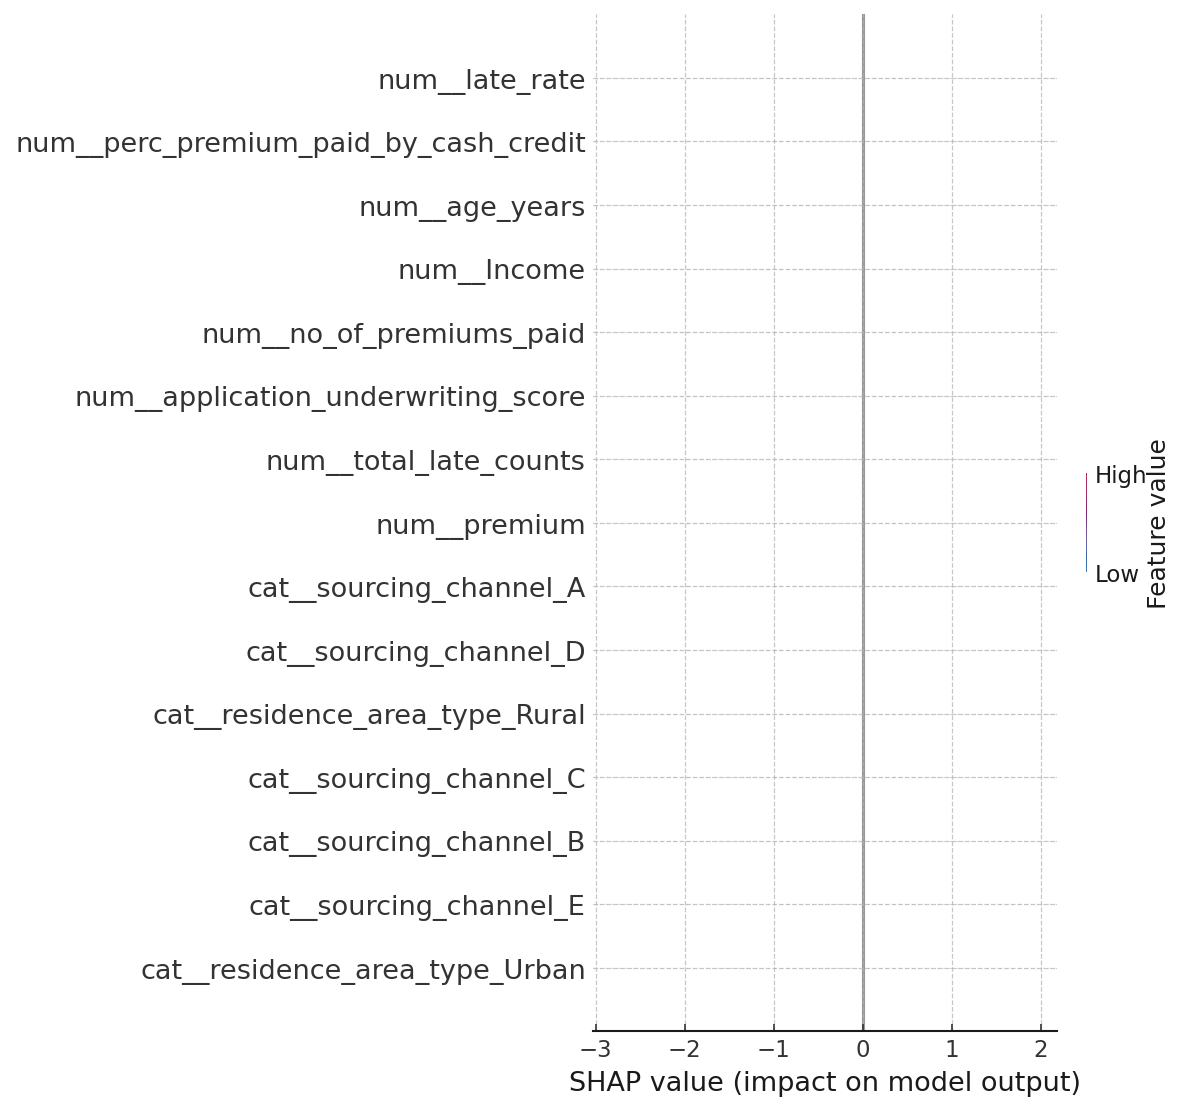 num__late_rate
num__perc_premium_paid_by_cash_credit
num__age_years
num__Income
num__no_of_premiums_paid
num__application_underwriting_score
num__total_late_counts
num__premium
cat__sourcing_channel_A
cat__sourcing_channel_D
cat__residence_area_type_Rural
cat__sourcing_channel_C
cat__sourcing_channel_B
cat__sourcing_channel_E
cat__residence_area_type_Urban
−3 −2 −1 0 1 2
SHAP value (impact on model output)
High
Low
Feature value